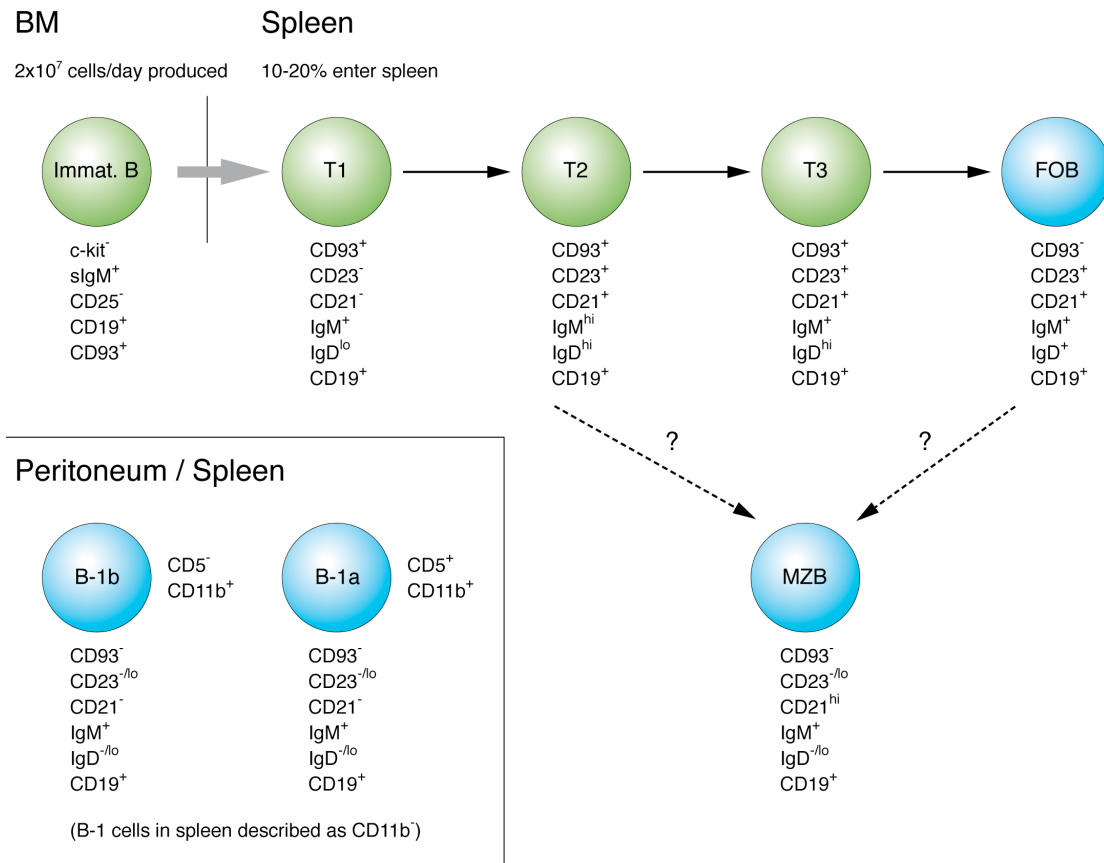 BM
2x10⁷ cells/day produced
Immat. B
c-kit⁻
sIgM⁺
CD25⁻
CD19⁺
CD93⁺
Spleen
10-20% enter spleen
T1
CD93⁺
CD23⁻
CD21⁻
IgM⁺
IgD^lo
CD19⁺
T2
CD93⁺
CD23⁺
CD21⁺
IgM^hi
IgD^hi
CD19⁺
T3
CD93⁺
CD23⁺
CD21⁺
IgM⁺
IgD^hi
CD19⁺
FOB
CD93⁻
CD23⁺
CD21⁺
IgM⁺
IgD⁺
CD19⁺
?
?
MZB
CD93⁻
CD23^-/lo
CD21^hi
IgM⁺
IgD^-/lo
CD19⁺
Peritoneum / Spleen
B-1b
CD5⁻
CD11b⁺
CD93⁻
CD23^-/lo
CD21⁻
IgM⁺
IgD^-/lo
CD19⁺
B-1a
CD5⁺
CD11b⁺
CD93⁻
CD23^-/lo
CD21⁻
IgM⁺
IgD^-/lo
CD19⁺
(B-1 cells in spleen described as CD11b⁻)